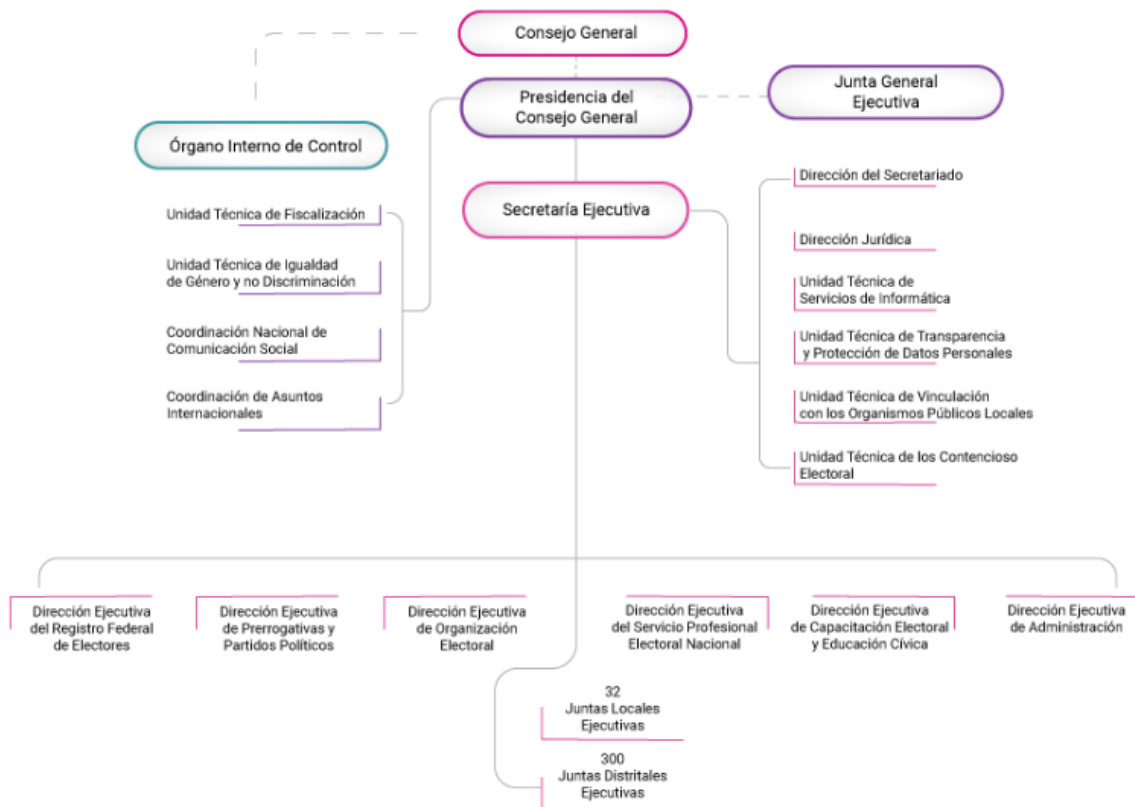 Consejo General
Presidencia del
Consejo General
Junta General
Ejecutiva
Órgano Interno de Control
Secretaría Ejecutiva
Unidad Técnica de Fiscalización
Unidad Técnica de Igualdad
de Género y no Discriminación
Coordinación Nacional de
Comunicación Social
Coordinación de Asuntos
Internacionales
Dirección del Secretariado
Dirección Jurídica
Unidad Técnica de
Servicios de Informática
Unidad Técnica de Transparencia
y Protección de Datos Personales
Unidad Técnica de Vinculación
con los Organismos Públicos Locales
Unidad Técnica de los Contencioso
Electoral
Dirección Ejecutiva
del Registro Federal
de Electores
Dirección Ejecutiva
de Prerrogativas y
Partidos Políticos
Dirección Ejecutiva
de Organización
Electoral
Dirección Ejecutiva
del Servicio Profesional
Electoral Nacional
Dirección Ejecutiva
de Capacitación Electoral
y Educación Cívica
Dirección Ejecutiva
de Administración
32
Juntas Locales
Ejecutivas
300
Juntas Distritales
Ejecutivas